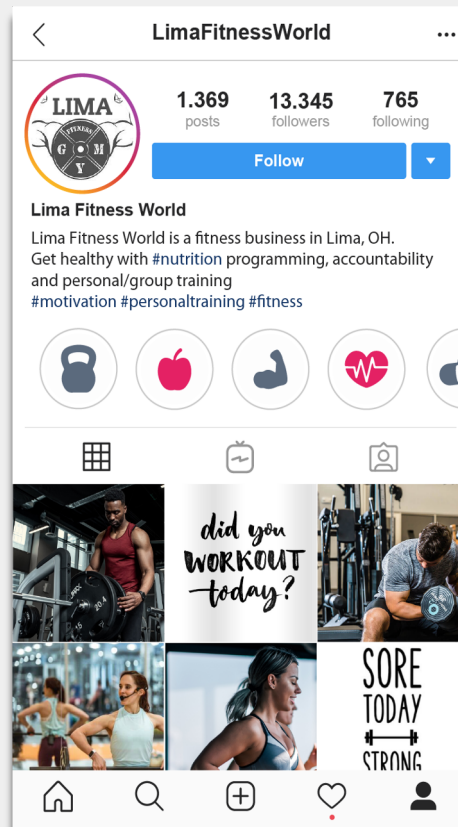 LimaFitnessWorld
LIMA
FITNESS
G M
Y
1.369 13.345 765
posts followers following
Follow
Lima Fitness World
Lima Fitness World is a fitness business in Lima, OH.
Get healthy with #nutrition programming, accountability
and personal/group training
#motivation #personaltraining #fitness
did you
WORKOUT
today?
20.4
SORE
TODAY
STRONG